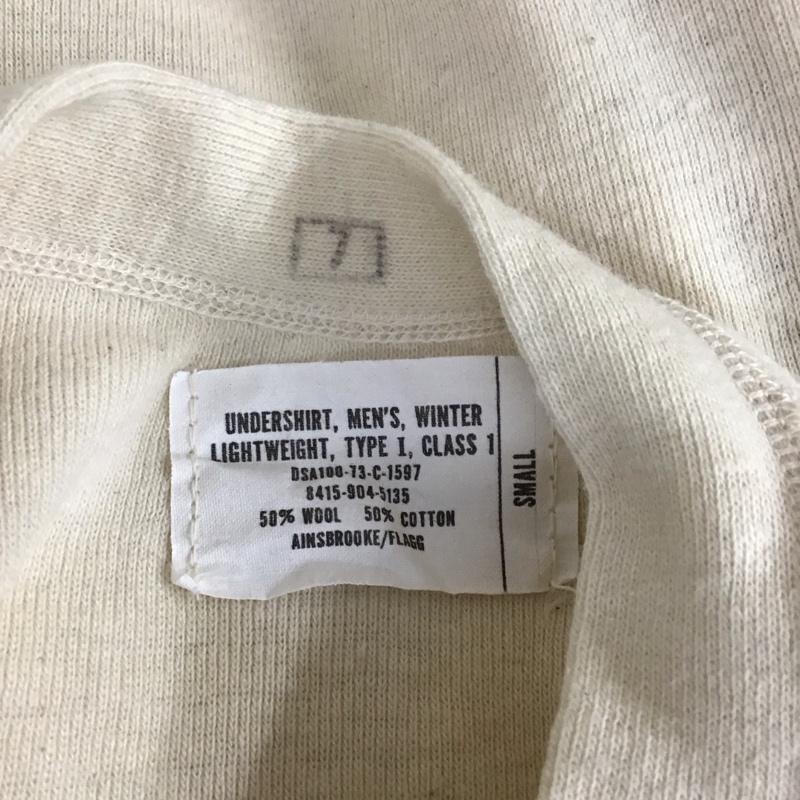 7
UNDERSHIRT, MEN'S, WINTER
LIGHTWEIGHT, TYPE I, CLASS 1
DSA100-73-C-1597
8415-904-5135
50% WOOL 50% COTTON
AINSBROOKE/FLAGG
SMALL